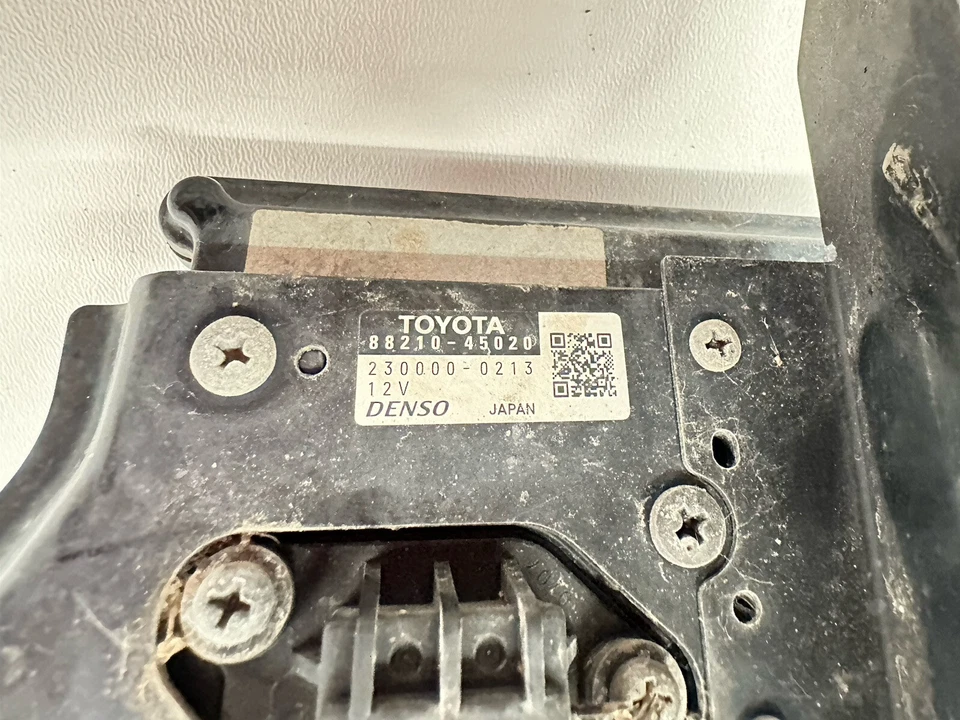 TOYOTA
88210-45020
230000-0213
12V
DENSO JAPAN